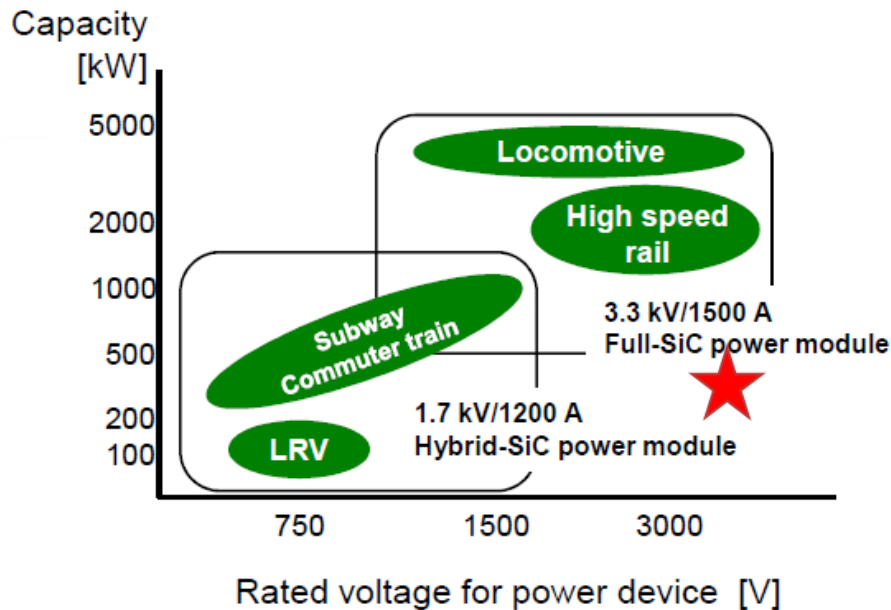 Capacity
[kW]
5000
2000
1000
500
200
100
Locomotive
High speed
rail
3.3 kV/1500 A
Full-SiC power module
Subway
Commuter train
1.7 kV/1200 A
Hybrid-SiC power module
LRV
750
1500
3000
Rated voltage for power device [V]